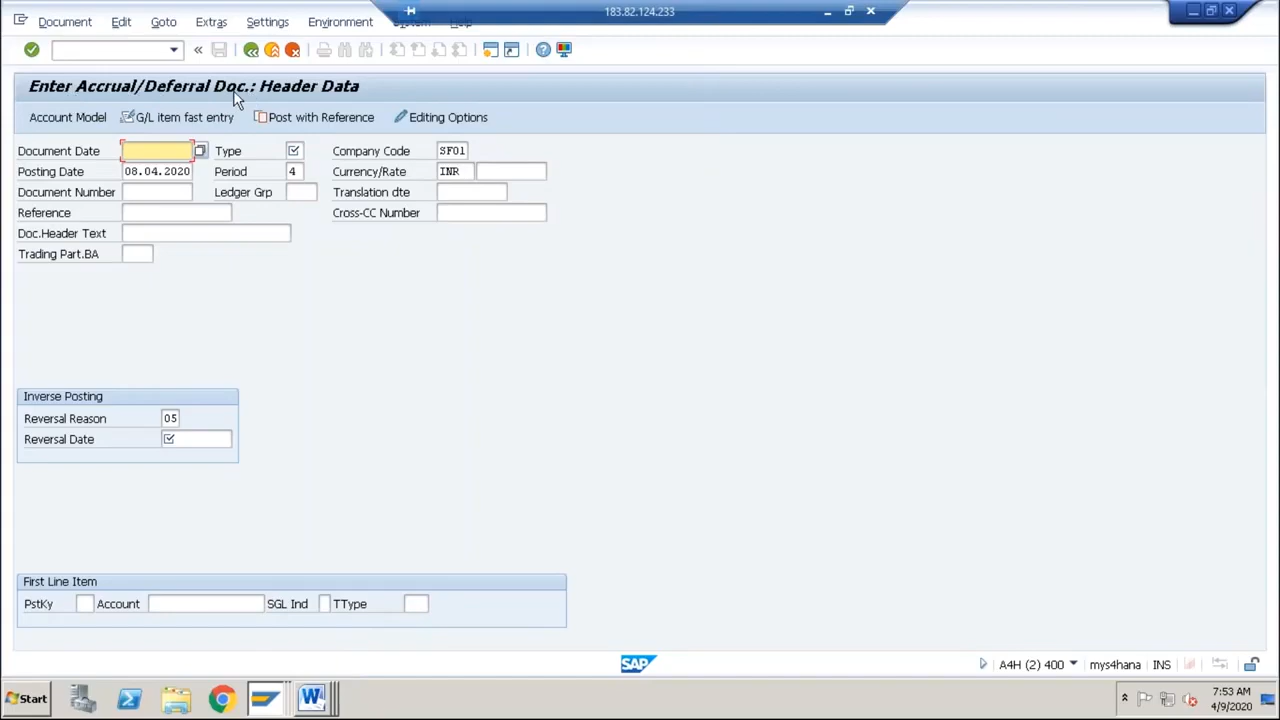 183.82.124.233
Document Edit Goto Extras Settings Environment System Help
Enter Accrual/Deferral Doc.: Header Data
Account Model G/L item fast entry Post with Reference Editing Options
Document Date Type Company Code SF01
Posting Date 08.04.2020 Period 4 Currency/Rate INR
Document Number Ledger Grp Translation dte
Reference Cross-CC Number
Doc.Header Text
Trading Part.BA
Inverse Posting
Reversal Reason 05
Reversal Date
First Line Item
PstKy Account SGL Ind TType
SAP A4H (2) 400 mys4hana INS
Start 7:53 AM
4/9/2020